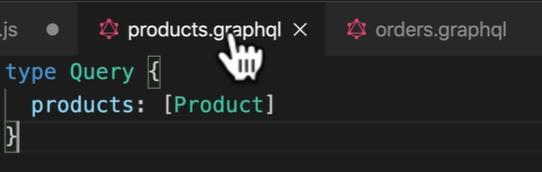 .js products.graphql × orders.graphql
type Query {
products: [Product]
}